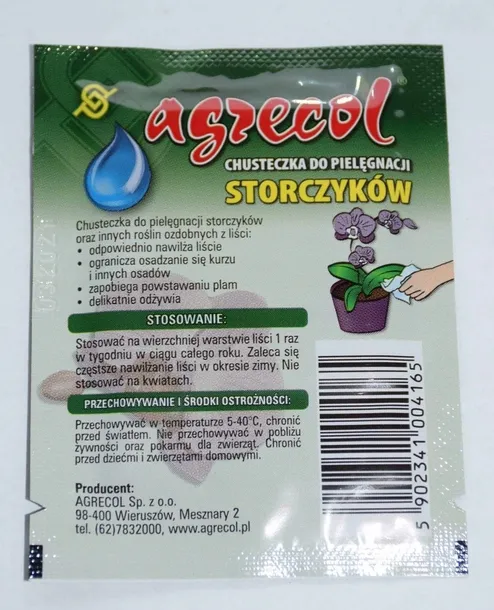 agrecol
CHUSTECZKA DO PIELĘGNACJI
STORCZYKÓW
Chusteczka do pielęgnacji storczyków
oraz innych roślin ozdobnych z liści:
• odpowiednio nawilża liście
• ogranicza osadzanie się kurzu
i innych osadów
• zapobiega powstawaniu plam
• delikatnie odżywia
032021
STOSOWANIE:
Stosować na wierzchniej warstwie liści 1 raz
w tygodniu w ciągu całego roku. Zaleca się
częstsze nawilżanie liści w okresie zimy. Nie
stosować na kwiatach.
PRZECHOWYWANIE I ŚRODKI OSTROŻNOŚCI:
Przechowywać w temperaturze 5-40°C, chronić
przed światłem. Nie przechowywać w pobliżu
żywności oraz pokarmu dla zwierząt. Chronić
przed dziećmi i zwierzętami domowymi.
Producent:
AGRECOL Sp. z o.o.
98-400 Wieruszów, Mesznary 2
tel. (62)7832000, www.agrecol.pl
5 902341 004165